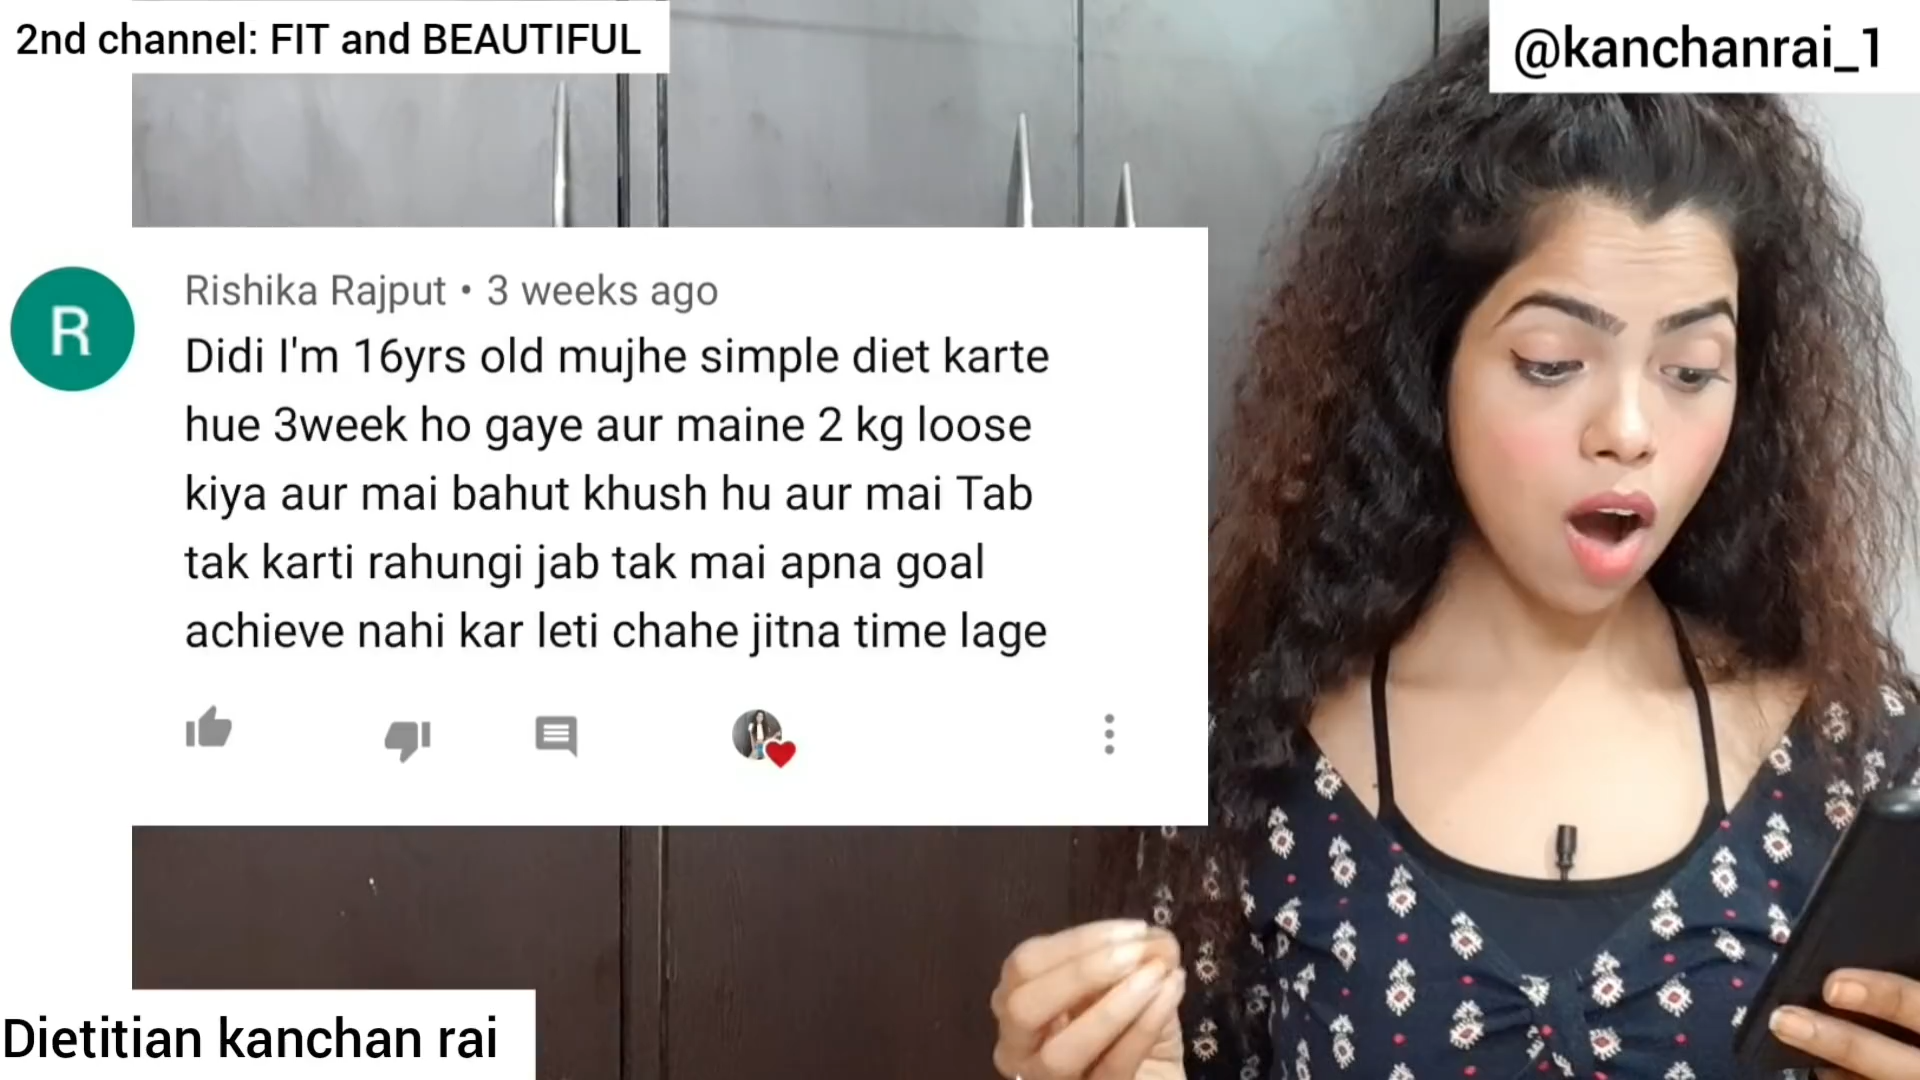 2nd channel: FIT and BEAUTIFUL
@kanchanrai_1
R
Rishika Rajput • 3 weeks ago
Didi I'm 16yrs old mujhe simple diet karte
hue 3week ho gaye aur maine 2 kg loose
kiya aur mai bahut khush hu aur mai Tab
tak karti rahungi jab tak mai apna goal
achieve nahi kar leti chahe jitna time lage
Dietitian kanchan rai